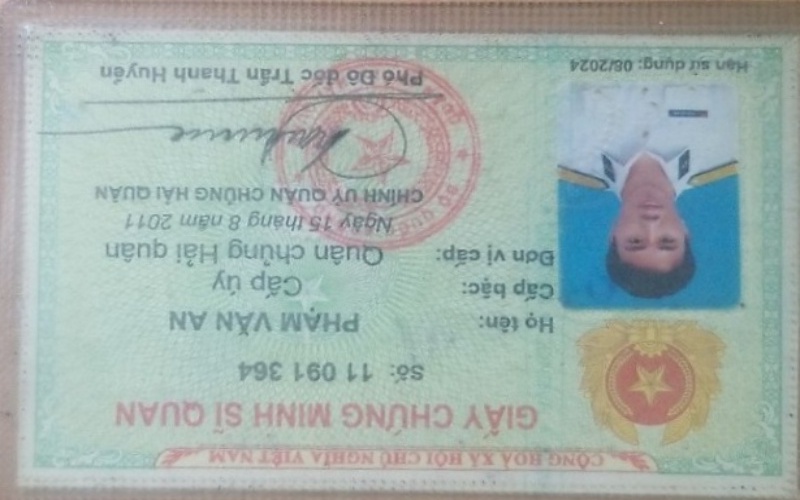 CỘNG HOÀ XÃ HỘI CHỦ NGHĨA VIỆT NAM
GIẤY CHỨNG MINH SĨ QUAN
Số: 11 091 364
Họ tên: PHẠM VĂN AN
Cấp bậc: Cấp úy
Đơn vị cấp: Quân chủng Hải quân
Ngày 15 tháng 8 năm 2011
CHÍNH UỶ QUÂN CHỦNG HẢI QUÂN
Phó Đô đốc Trần Thanh Huyền
Hạn sử dụng: 08/2024